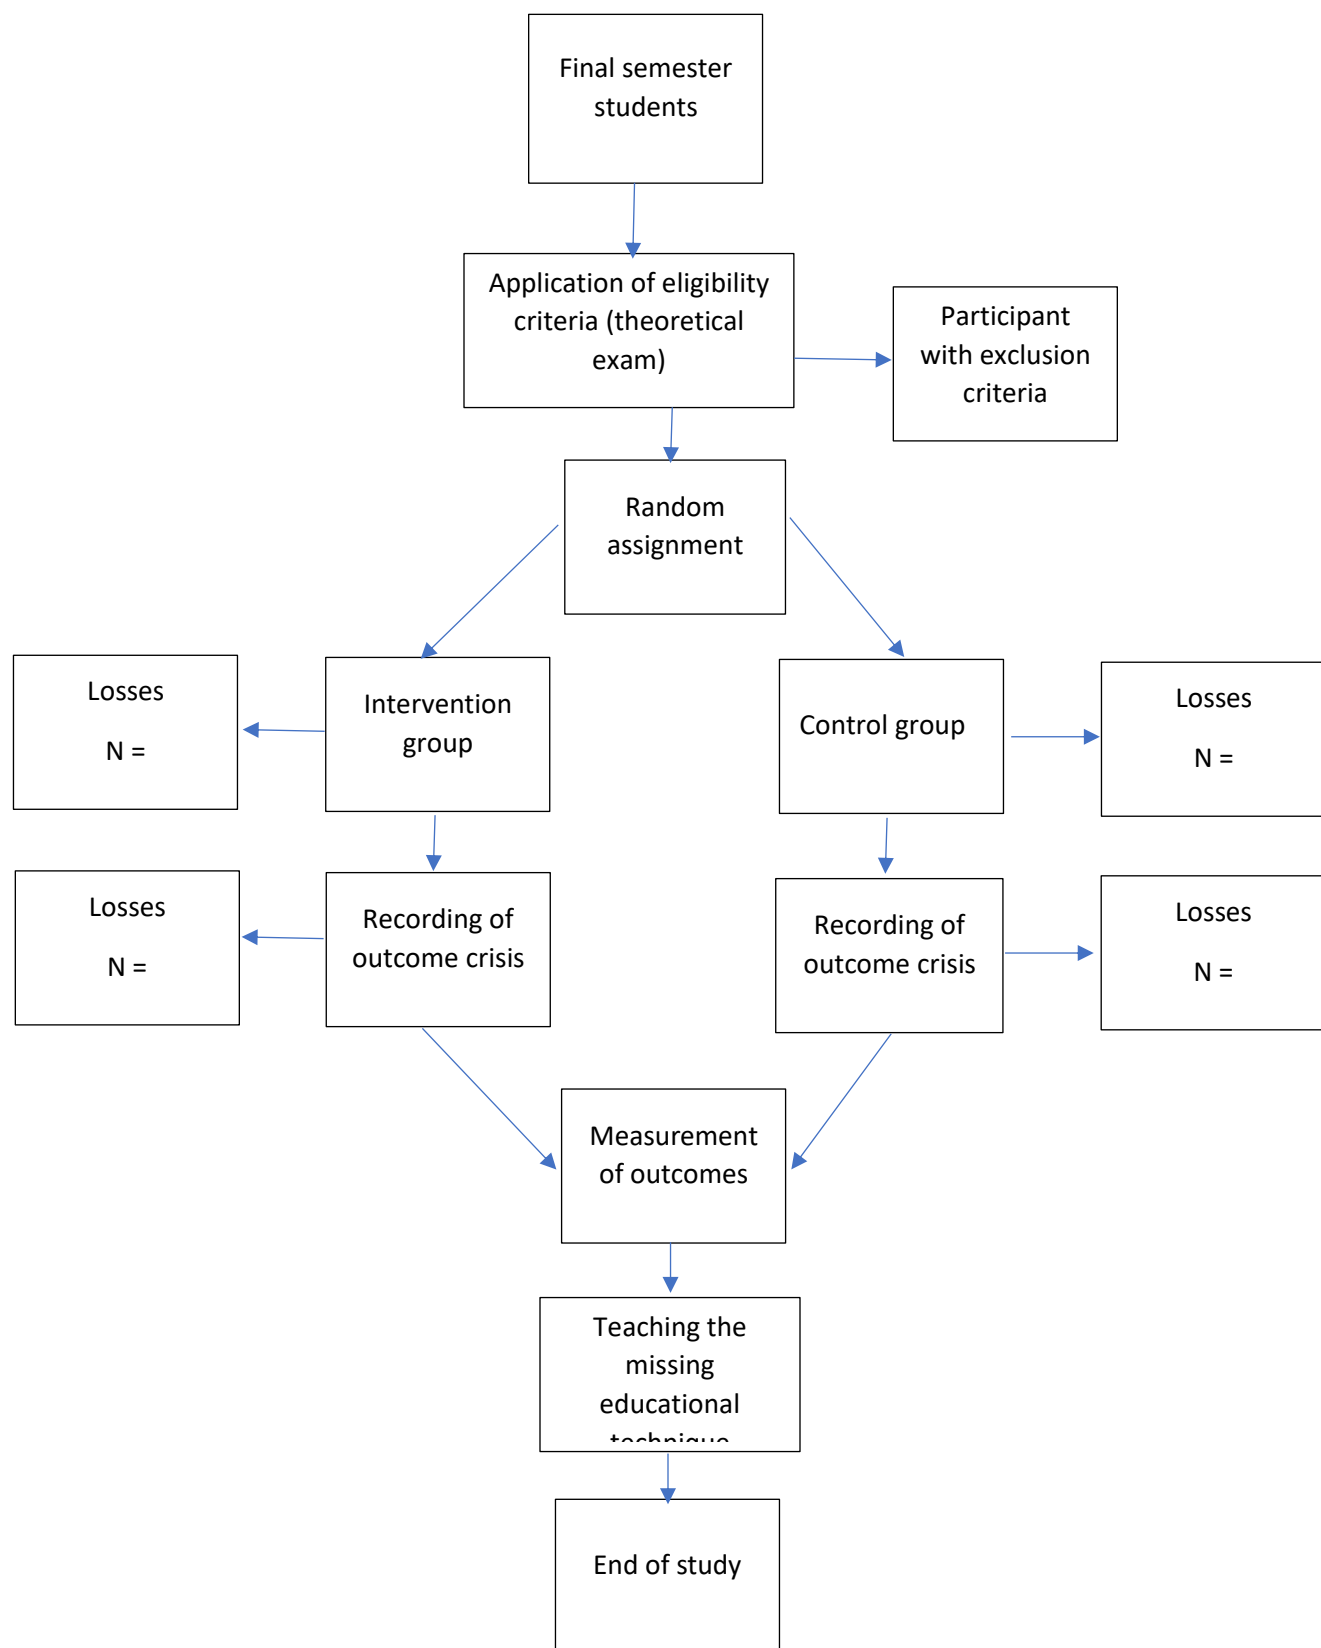 Final semester
students
Application of eligibility
criteria (theoretical
exam)
Participant
with exclusion
criteria
Random
assignment
Losses
N =
Intervention
group
Control group
Losses
N =
Losses
N =
Recording of
outcome crisis
Recording of
outcome crisis
Losses
N =
Measurement
of outcomes
Teaching the
missing
educational
technique
End of study